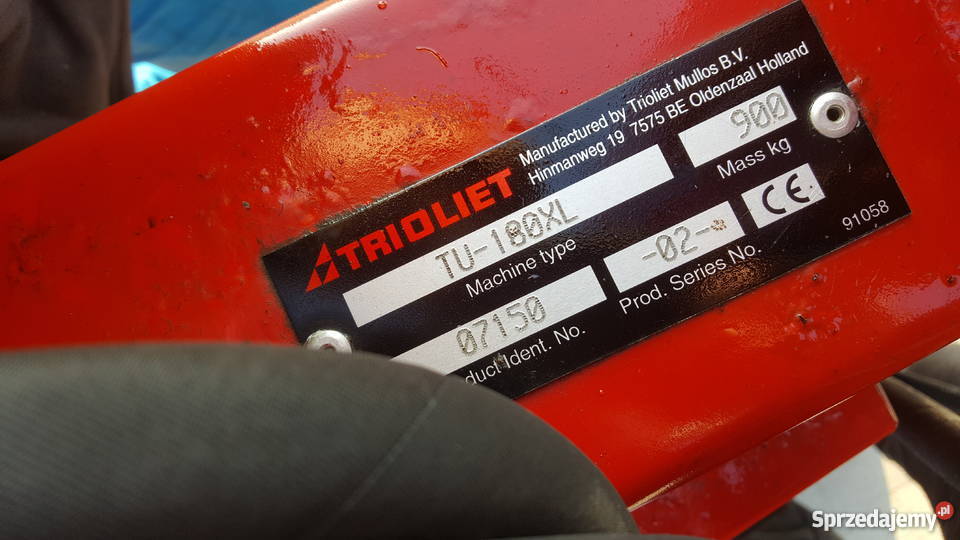 TRIOLIET
Manufactured by Trioliet Mullos B.V.
Hinmanweg 19 7575 BE Oldenzaal Holland
TU-180XL
Machine type
900
Mass kg
07150
duct Ident. No.
-02-
Prod. Series No.
CE
91058
Sprzedajemy.pl